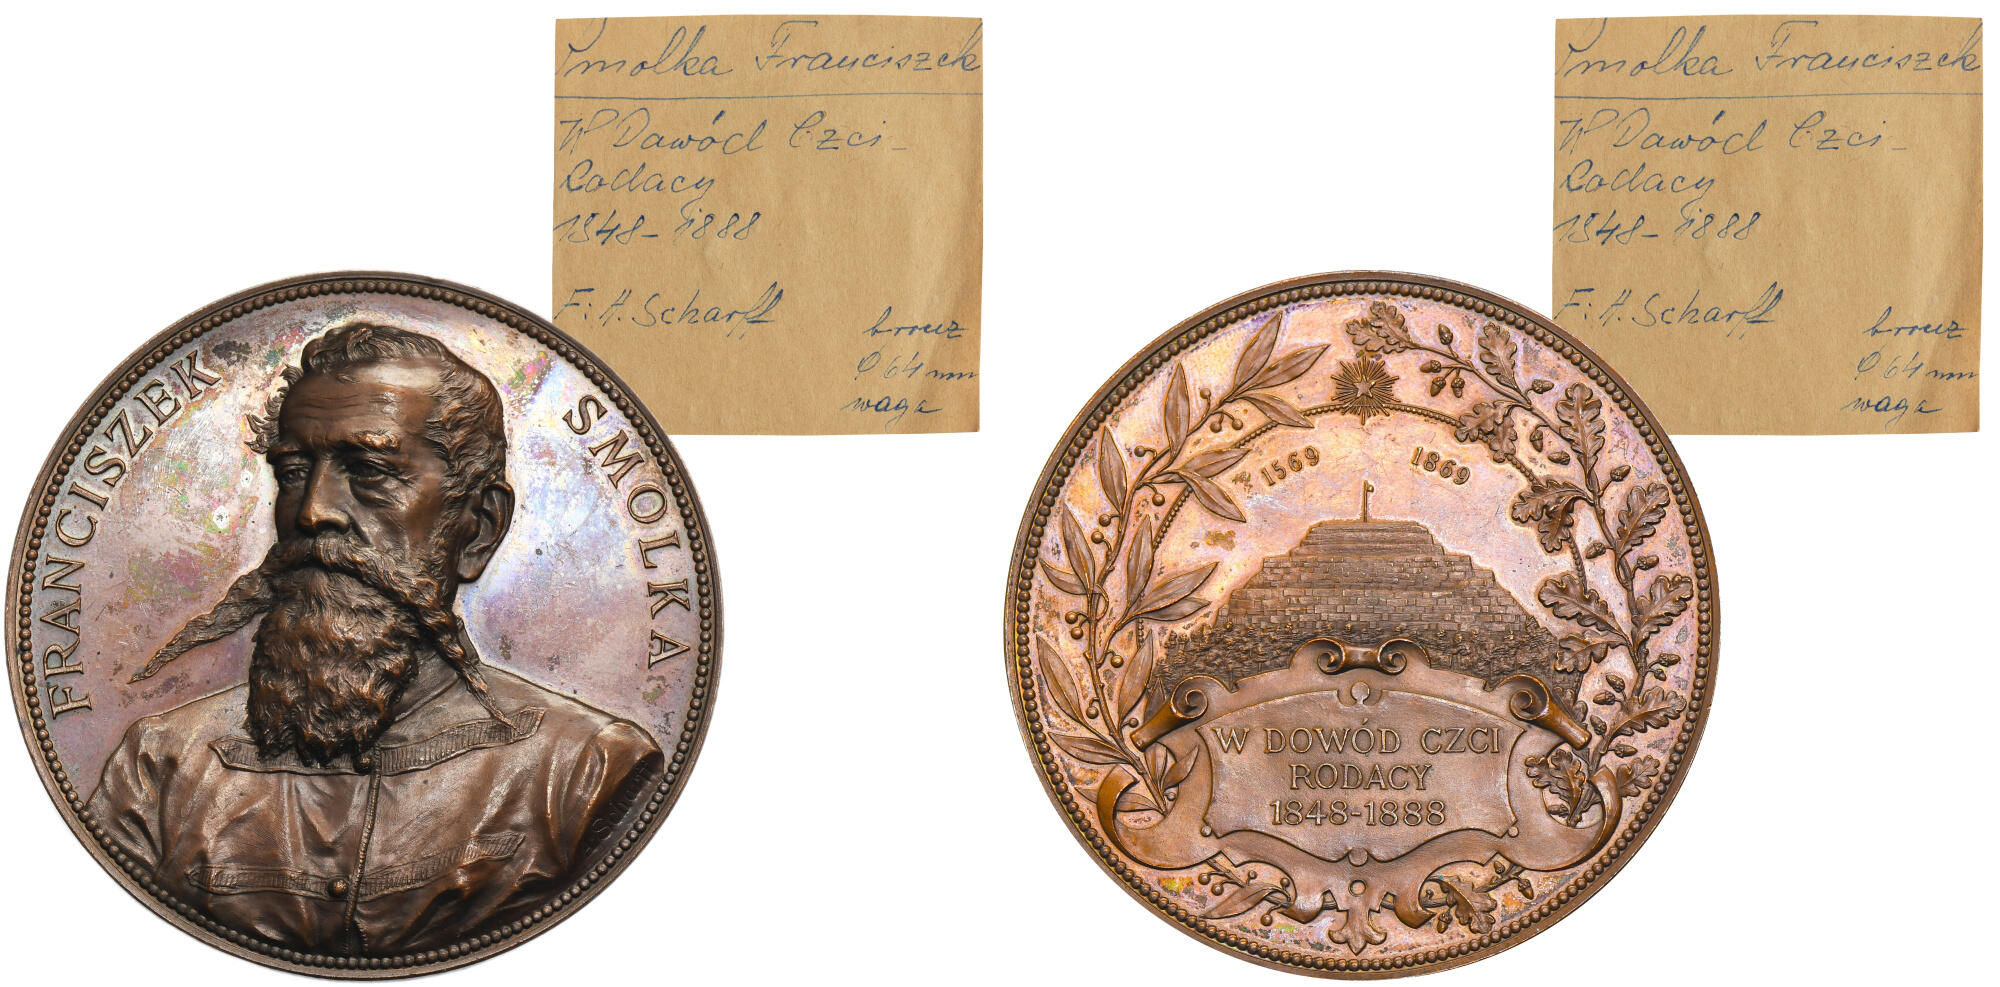 Smolka Franciszek
W Dawód Czci -
Rodacy
1848 - 1888
F: A. Scharff
bronz
φ 64 mm
waga
FRANCISZEK SMOLKA
A. Scharff
Smolka Franciszek
W Dawód Czci -
Rodacy
1848 - 1888
F: A. Scharff
bronz
φ 64 mm
waga
1569 1869
W DOWÓD CZCI
RODACY
1848-1888